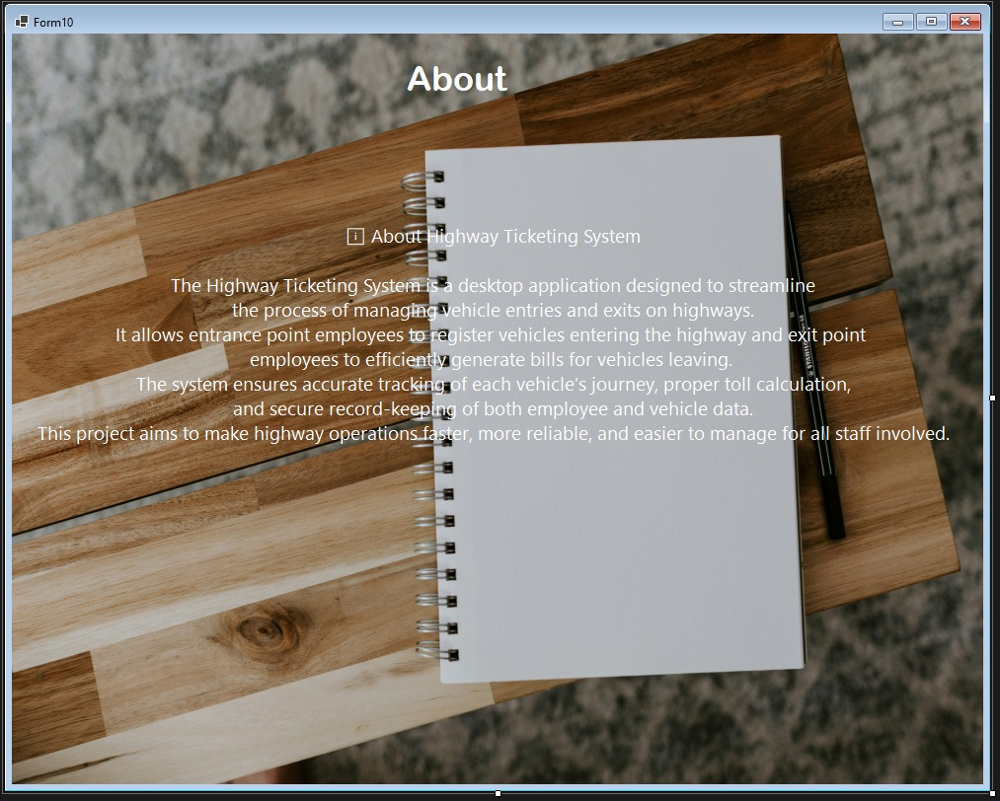 Form10
About
ℹ About Highway Ticketing System
The Highway Ticketing System is a desktop application designed to streamline
the process of managing vehicle entries and exits on highways.
It allows entrance point employees to register vehicles entering the highway and exit point
employees to efficiently generate bills for vehicles leaving.
The system ensures accurate tracking of each vehicle’s journey, proper toll calculation,
and secure record-keeping of both employee and vehicle data.
This project aims to make highway operations faster, more reliable, and easier to manage for all staff involved.